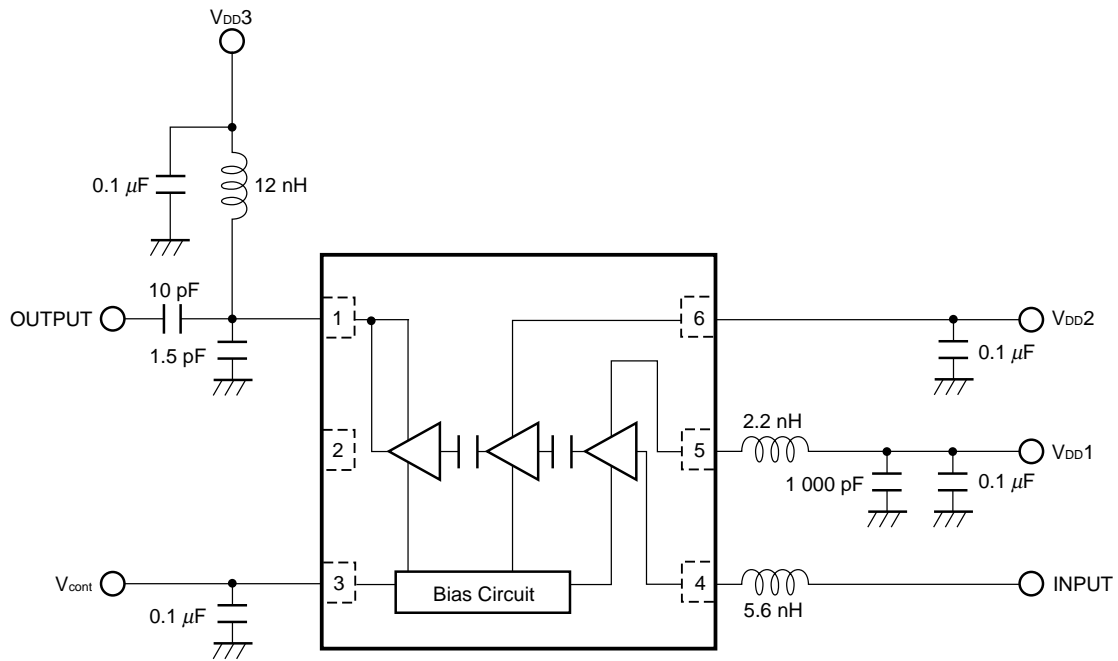 VDD3
0.1 μF
12 nH
10 pF
OUTPUT
1
6
VDD2
1.5 pF
0.1 μF
2.2 nH
2
5
VDD1
1 000 pF
0.1 μF
Vcont
3
Bias Circuit
4
INPUT
0.1 μF
5.6 nH